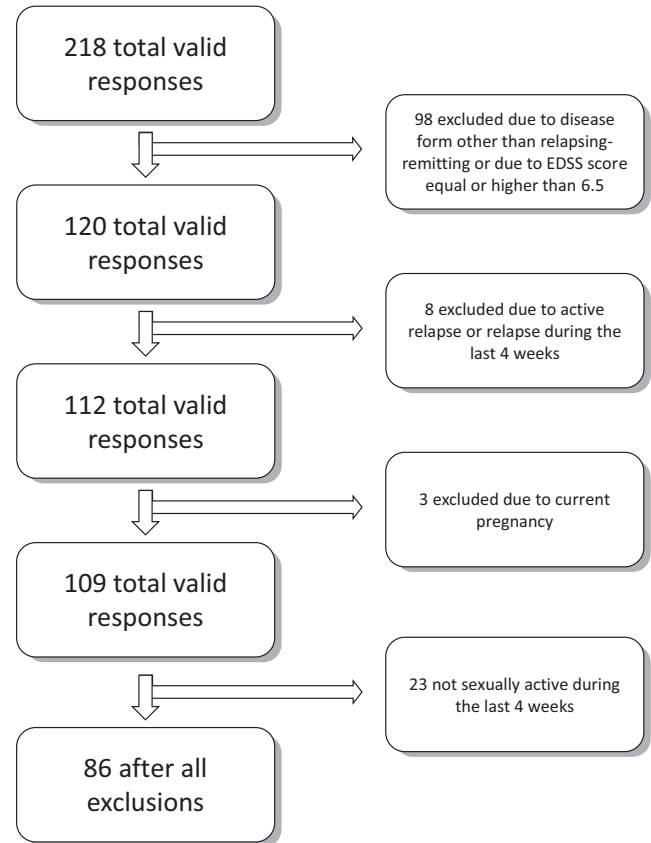 218 total valid
responses
98 excluded due to disease
form other than relapsing-
remitting or due to EDSS score
equal or higher than 6.5
120 total valid
responses
8 excluded due to active
relapse or relapse during the
last 4 weeks
112 total valid
responses
3 excluded due to current
pregnancy
109 total valid
responses
23 not sexually active during
the last 4 weeks
86 after all
exclusions